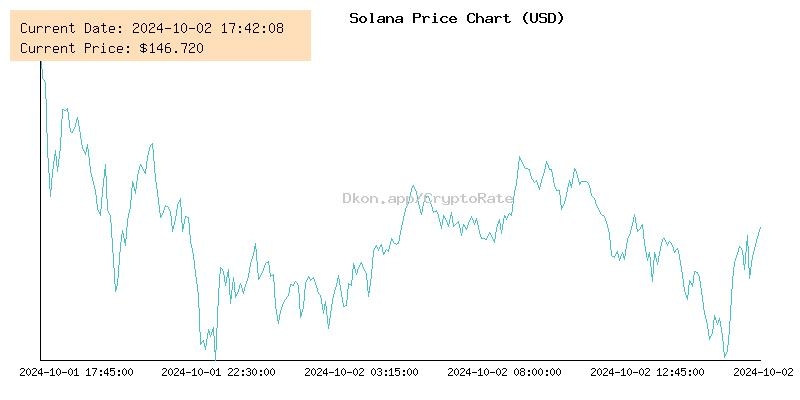 Solana Price Chart (USD)
Current Date: 2024-10-02 17:42:08
Current Price: $146.720
Dkon.app/CryptoRate
2024-10-01 17:45:00
2024-10-01 22:30:00
2024-10-02 03:15:00
2024-10-02 08:00:00
2024-10-02 12:45:00
2024-10-02